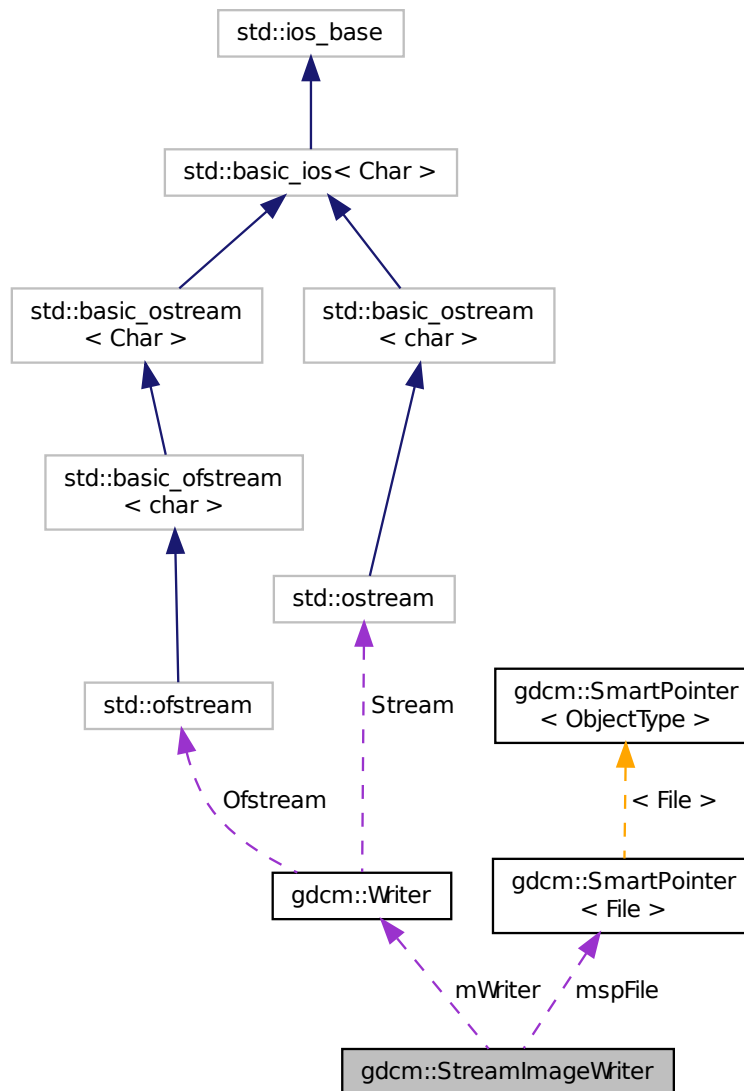 std::ios_base
std::basic_ios< Char >
std::basic_ostream
< Char >
std::basic_ostream
< char >
std::basic_ofstream
< char >
std::ostream
std::ofstream
Stream
gdcm::SmartPointer
< ObjectType >
Ofstream
< File >
gdcm::Writer
gdcm::SmartPointer
< File >
mWriter
mspFile
gdcm::StreamImageWriter